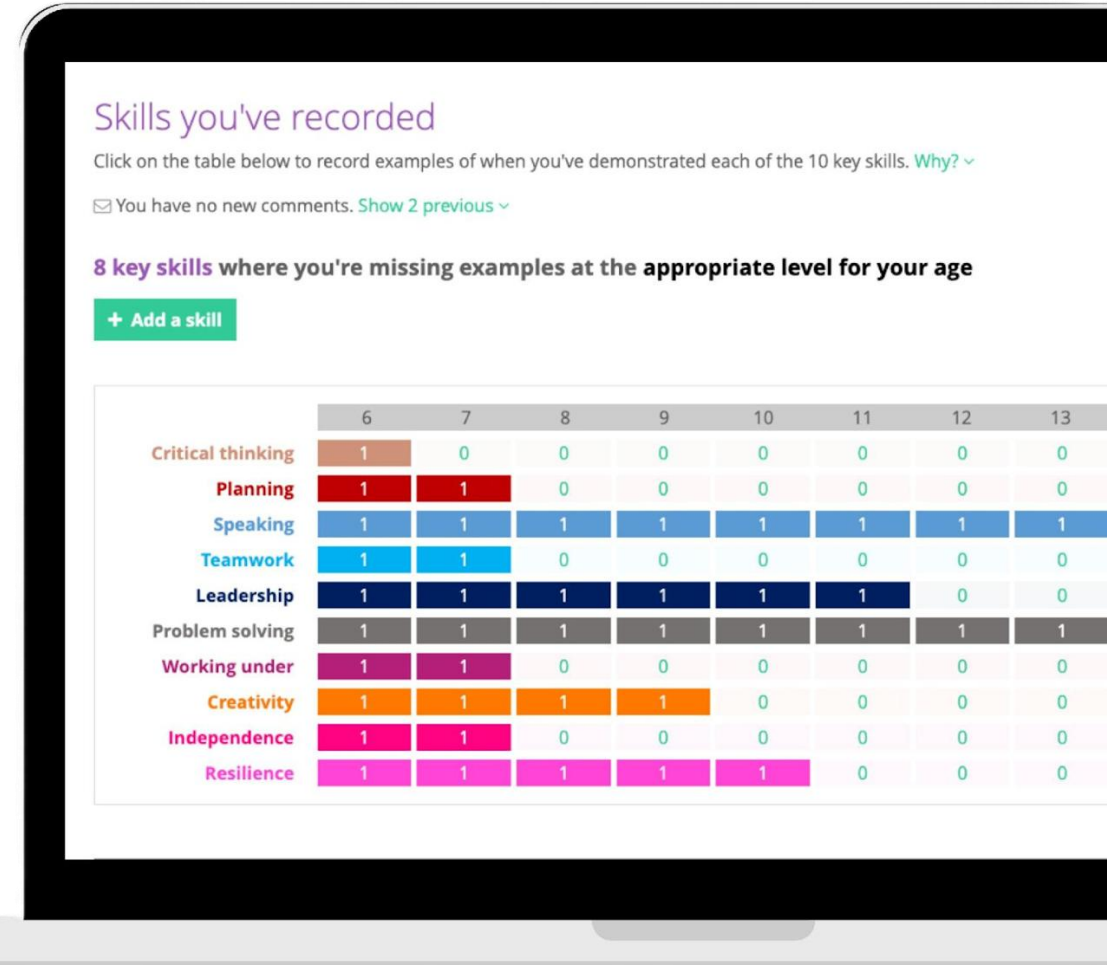 Skills you've recorded
Click on the table below to record examples of when you've demonstrated each of the 10 key skills. Why?
You have no new comments. Show 2 previous
8 key skills where you're missing examples at the appropriate level for your age
+ Add a skill
6 7 8 9 10 11 12 13
Critical thinking 1 0 0 0 0 0 0 0
Planning 1 1 0 0 0 0 0 0
Speaking 1 1 1 1 1 1 1 1
Teamwork 1 1 0 0 0 0 0 0
Leadership 1 1 1 1 1 1 0 0
Problem solving 1 1 1 1 1 1 1 1
Working under 1 1 0 0 0 0 0 0
Creativity 1 1 1 1 0 0 0 0
Independence 1 1 0 0 0 0 0 0
Resilience 1 1 1 1 1 0 0 0